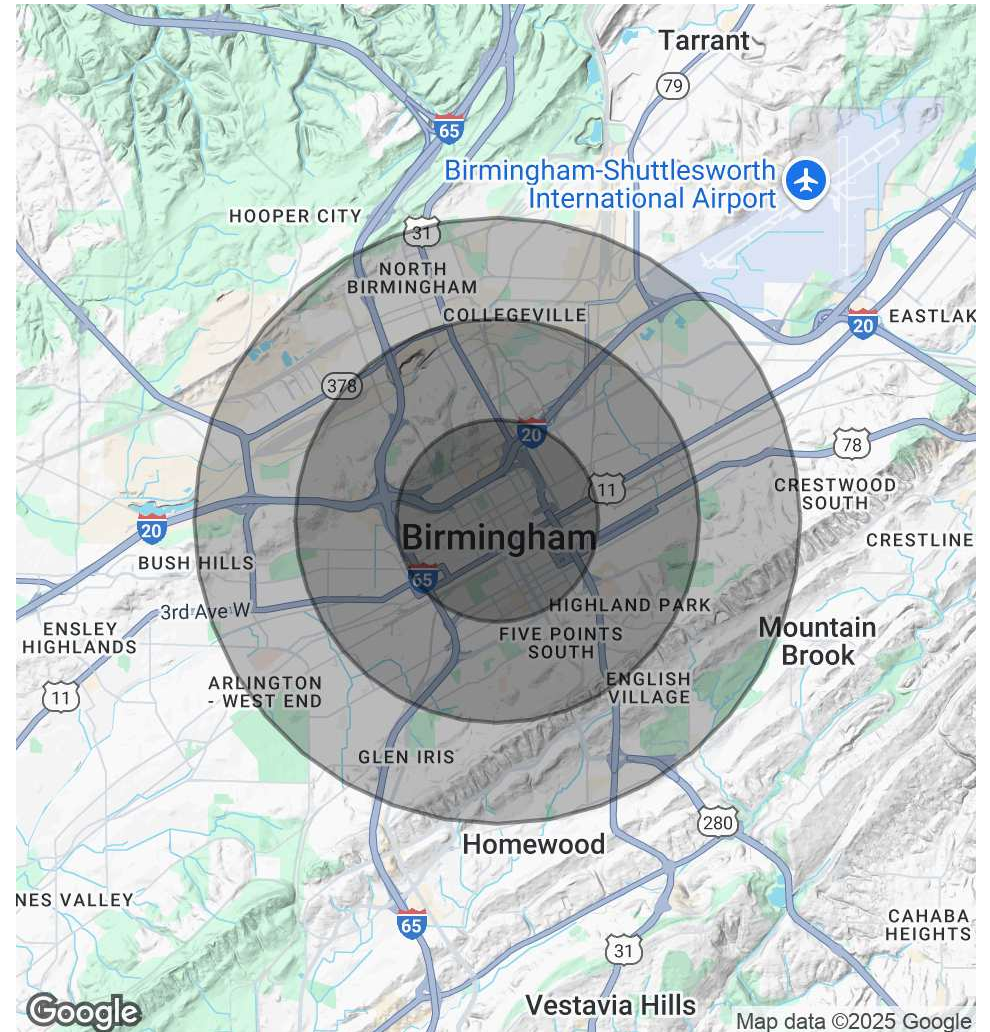 Tarrant
79
65
Birmingham-Shuttlesworth
International Airport
HOOPER CITY
31
NORTH
BIRMINGHAM
COLLEGEVILLE
20
EASTLAK
378
20
78
11
CRESTWOOD
SOUTH
20
Birmingham
CRESTLINE
BUSH HILLS
65
3rd Ave W
HIGHLAND PARK
ENSLEY
HIGHLANDS
FIVE POINTS
SOUTH
Mountain
Brook
11
ARLINGTON
- WEST END
ENGLISH
VILLAGE
GLEN IRIS
280
Homewood
NES VALLEY
65
CAHABA
HEIGHTS
31
Vestavia Hills
Google
Map data ©2025 Google